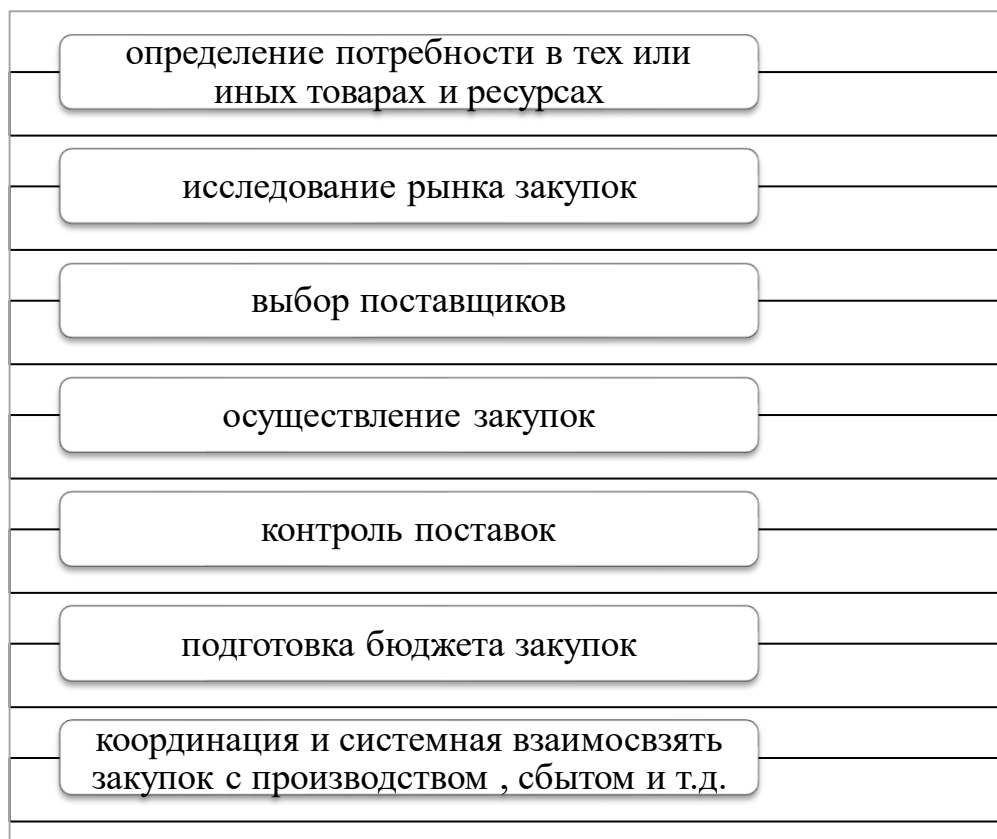 определение потребности в тех или
иных товарах и ресурсах
исследование рынка закупок
выбор поставщиков
осуществление закупок
контроль поставок
подготовка бюджета закупок
координация и системная взаимосвзять
закупок с производством , сбытом и т.д.